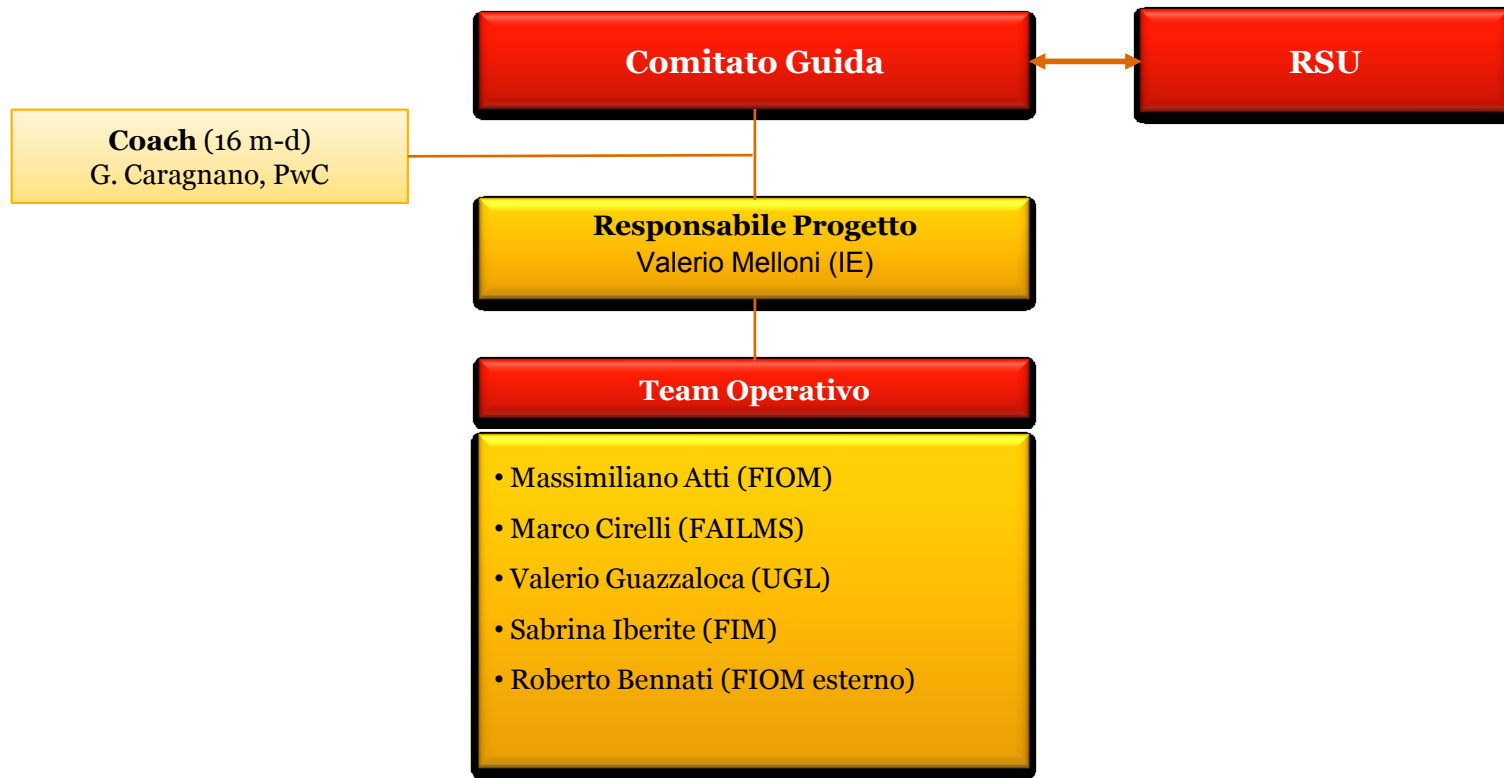 Comitato Guida
RSU
Coach (16 m-d)
G. Caragnano, PwC
Responsabile Progetto
Valerio Melloni (IE)
Team Operativo
• Massimiliano Atti (FIOM)
• Marco Cirelli (FAILMS)
• Valerio Guazzaloca (UGL)
• Sabrina Iberite (FIM)
• Roberto Bennati (FIOM esterno)